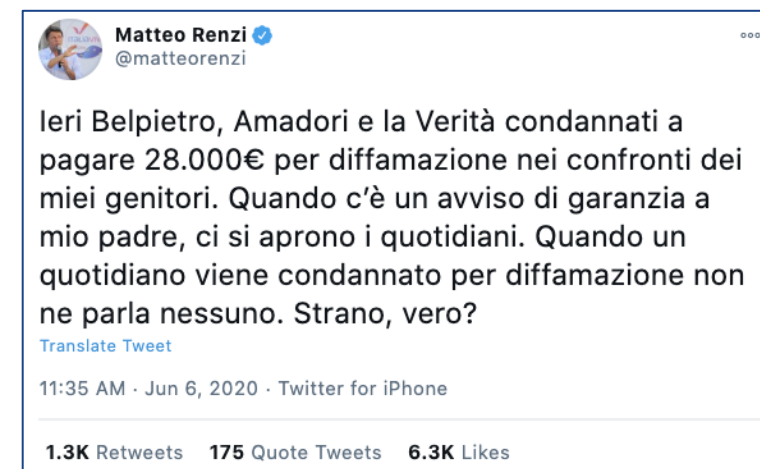 Matteo Renzi
@matteorenzi
Ieri Belpietro, Amadori e la Verità condannati a
pagare 28.000€ per diffamazione nei confronti dei
miei genitori. Quando c'è un avviso di garanzia a
mio padre, ci si aprono i quotidiani. Quando un
quotidiano viene condannato per diffamazione non
ne parla nessuno. Strano, vero?
Translate Tweet
11:35 AM · Jun 6, 2020 · Twitter for iPhone
1.3K Retweets 175 Quote Tweets 6.3K Likes